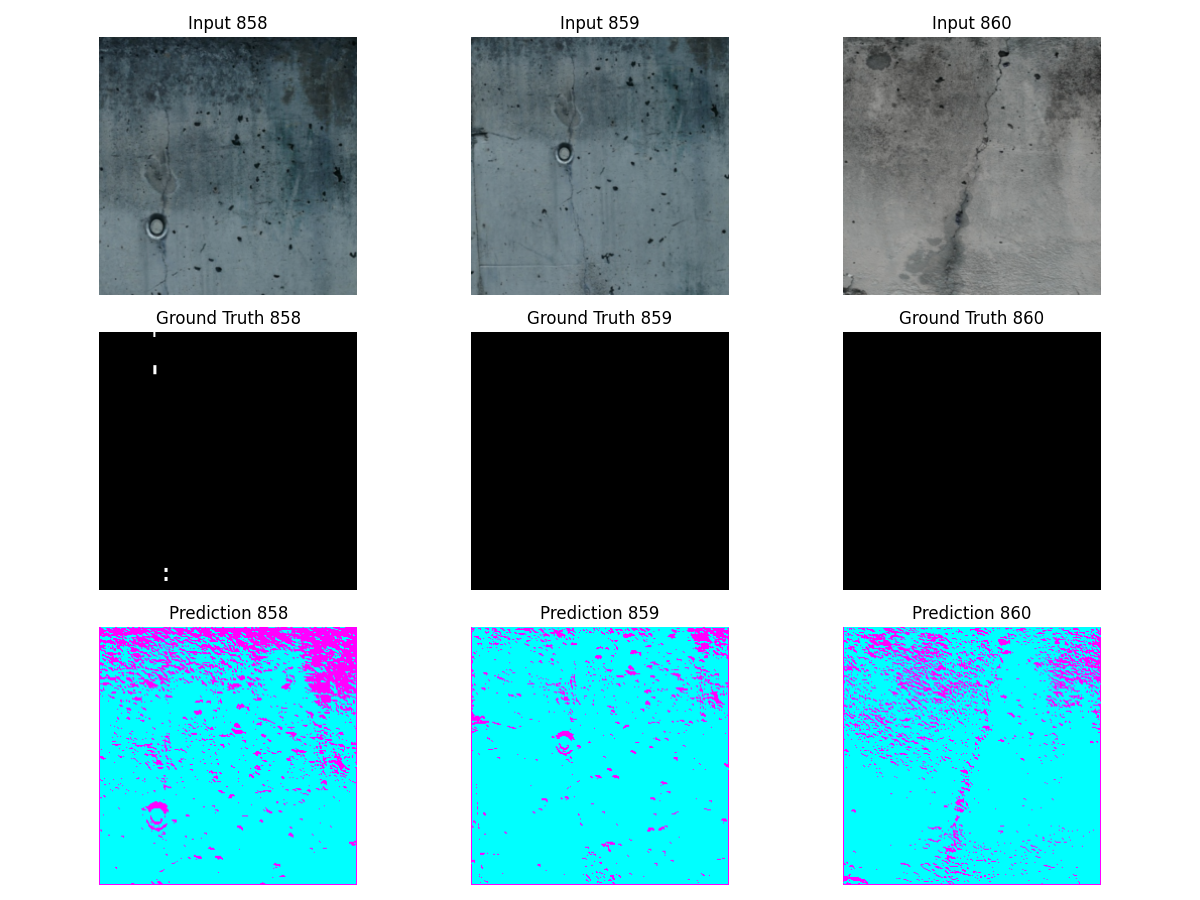 Input 858
Input 859
Input 860
Ground Truth 858
Ground Truth 859
Ground Truth 860
Prediction 858
Prediction 859
Prediction 860